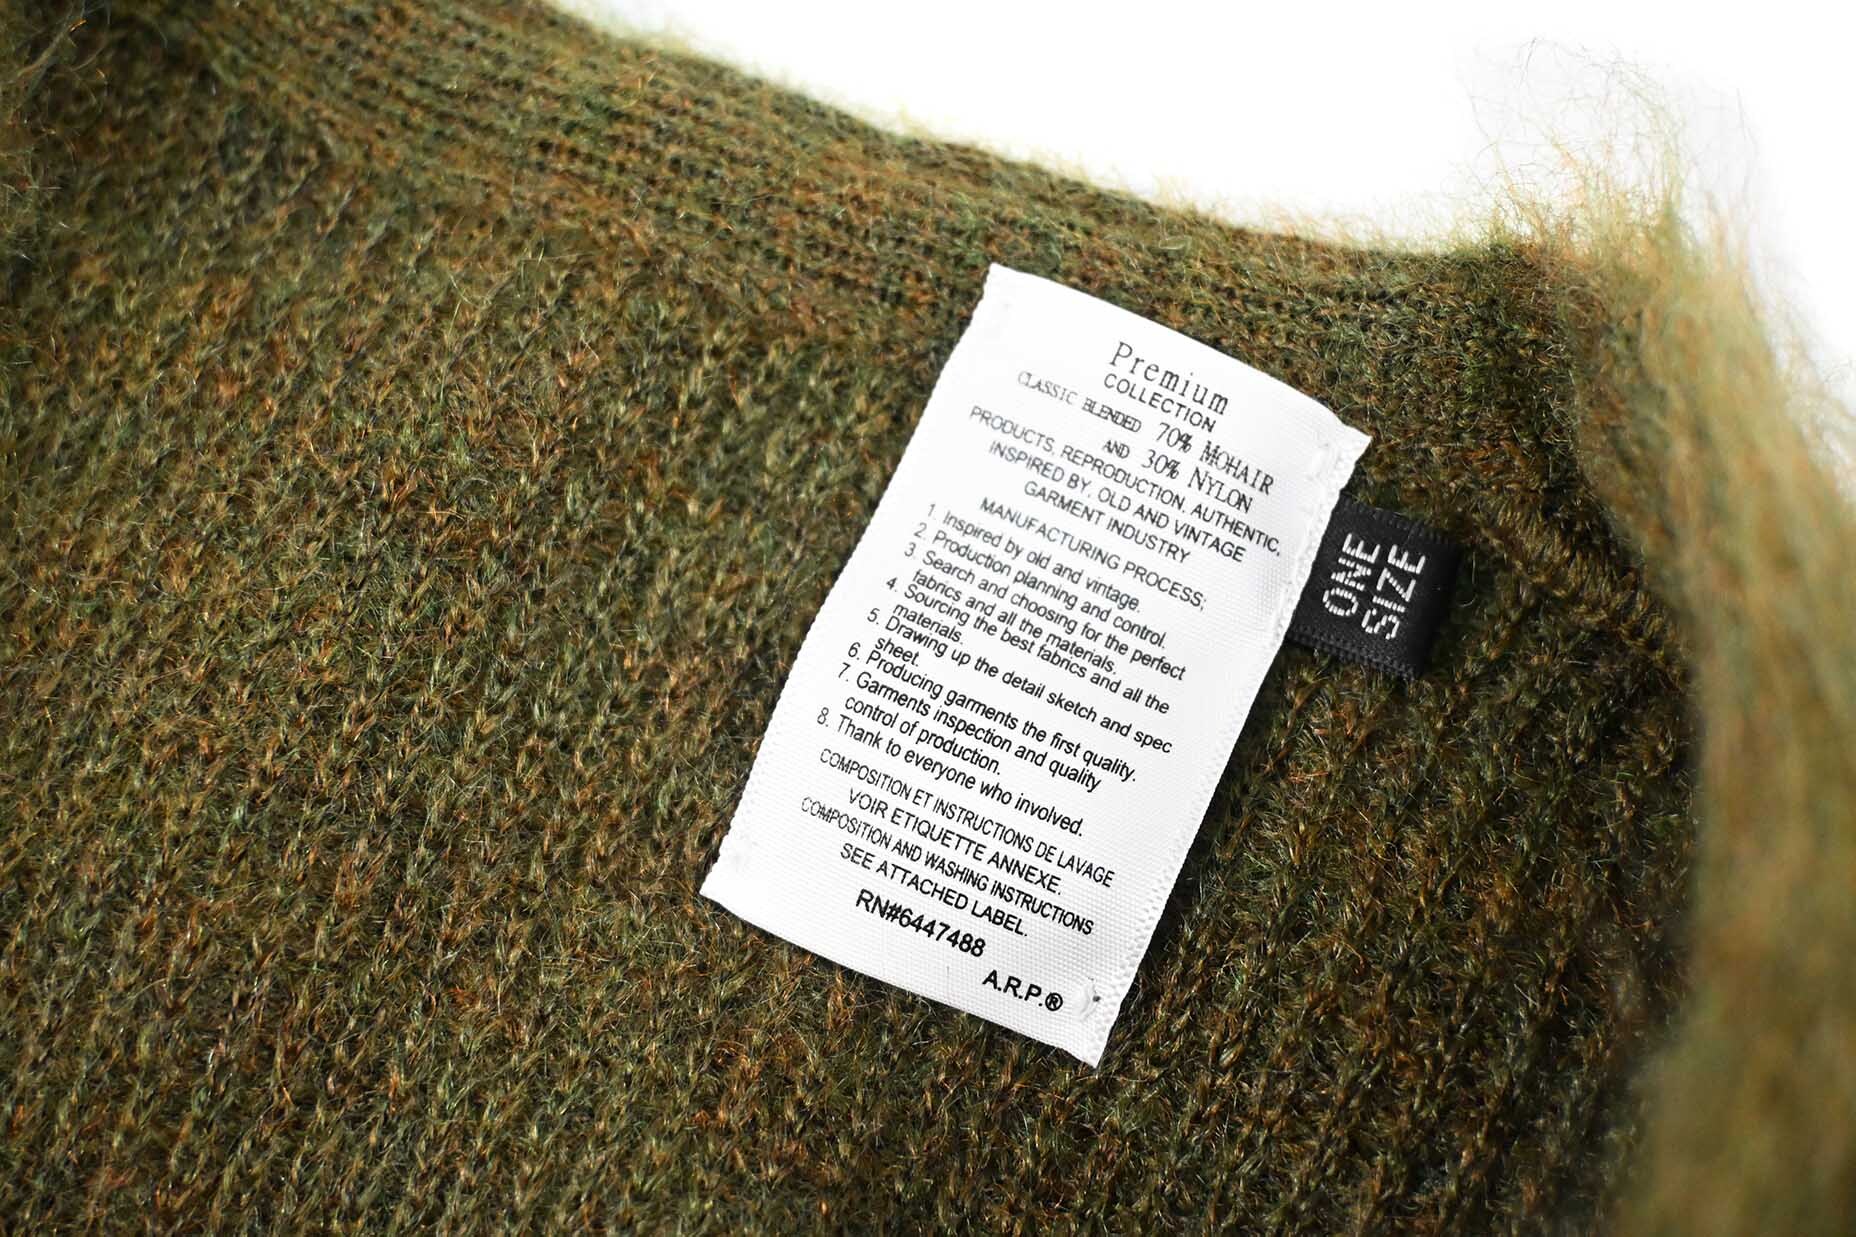 Premium
COLLECTION
CLASSIC BLENDED 70% MOHAIR
AND 30% NYLON
PRODUCTS, REPRODUCTION, AUTHENTIC,
INSPIRED BY, OLD AND VINTAGE
GARMENT INDUSTRY
MANUFACTURING PROCESS;
1. Inspired by old and vintage.
2. Production planning and control.
3. Search and choosing for the perfect
fabrics and all the materials.
4. Sourcing the best fabrics and all the
materials.
5. Drawing up the detail sketch and spec
sheet.
6. Producing garments the first quality.
7. Garments inspection and quality
control of production.
8. Thank to everyone who involved.
COMPOSITION ET INSTRUCTIONS DE LAVAGE
VOIR ETIQUETTE ANNEXE.
COMPOSITION AND WASHING INSTRUCTIONS
SEE ATTACHED LABEL.
RN#6447488
A.R.P.®
ONE
SIZE